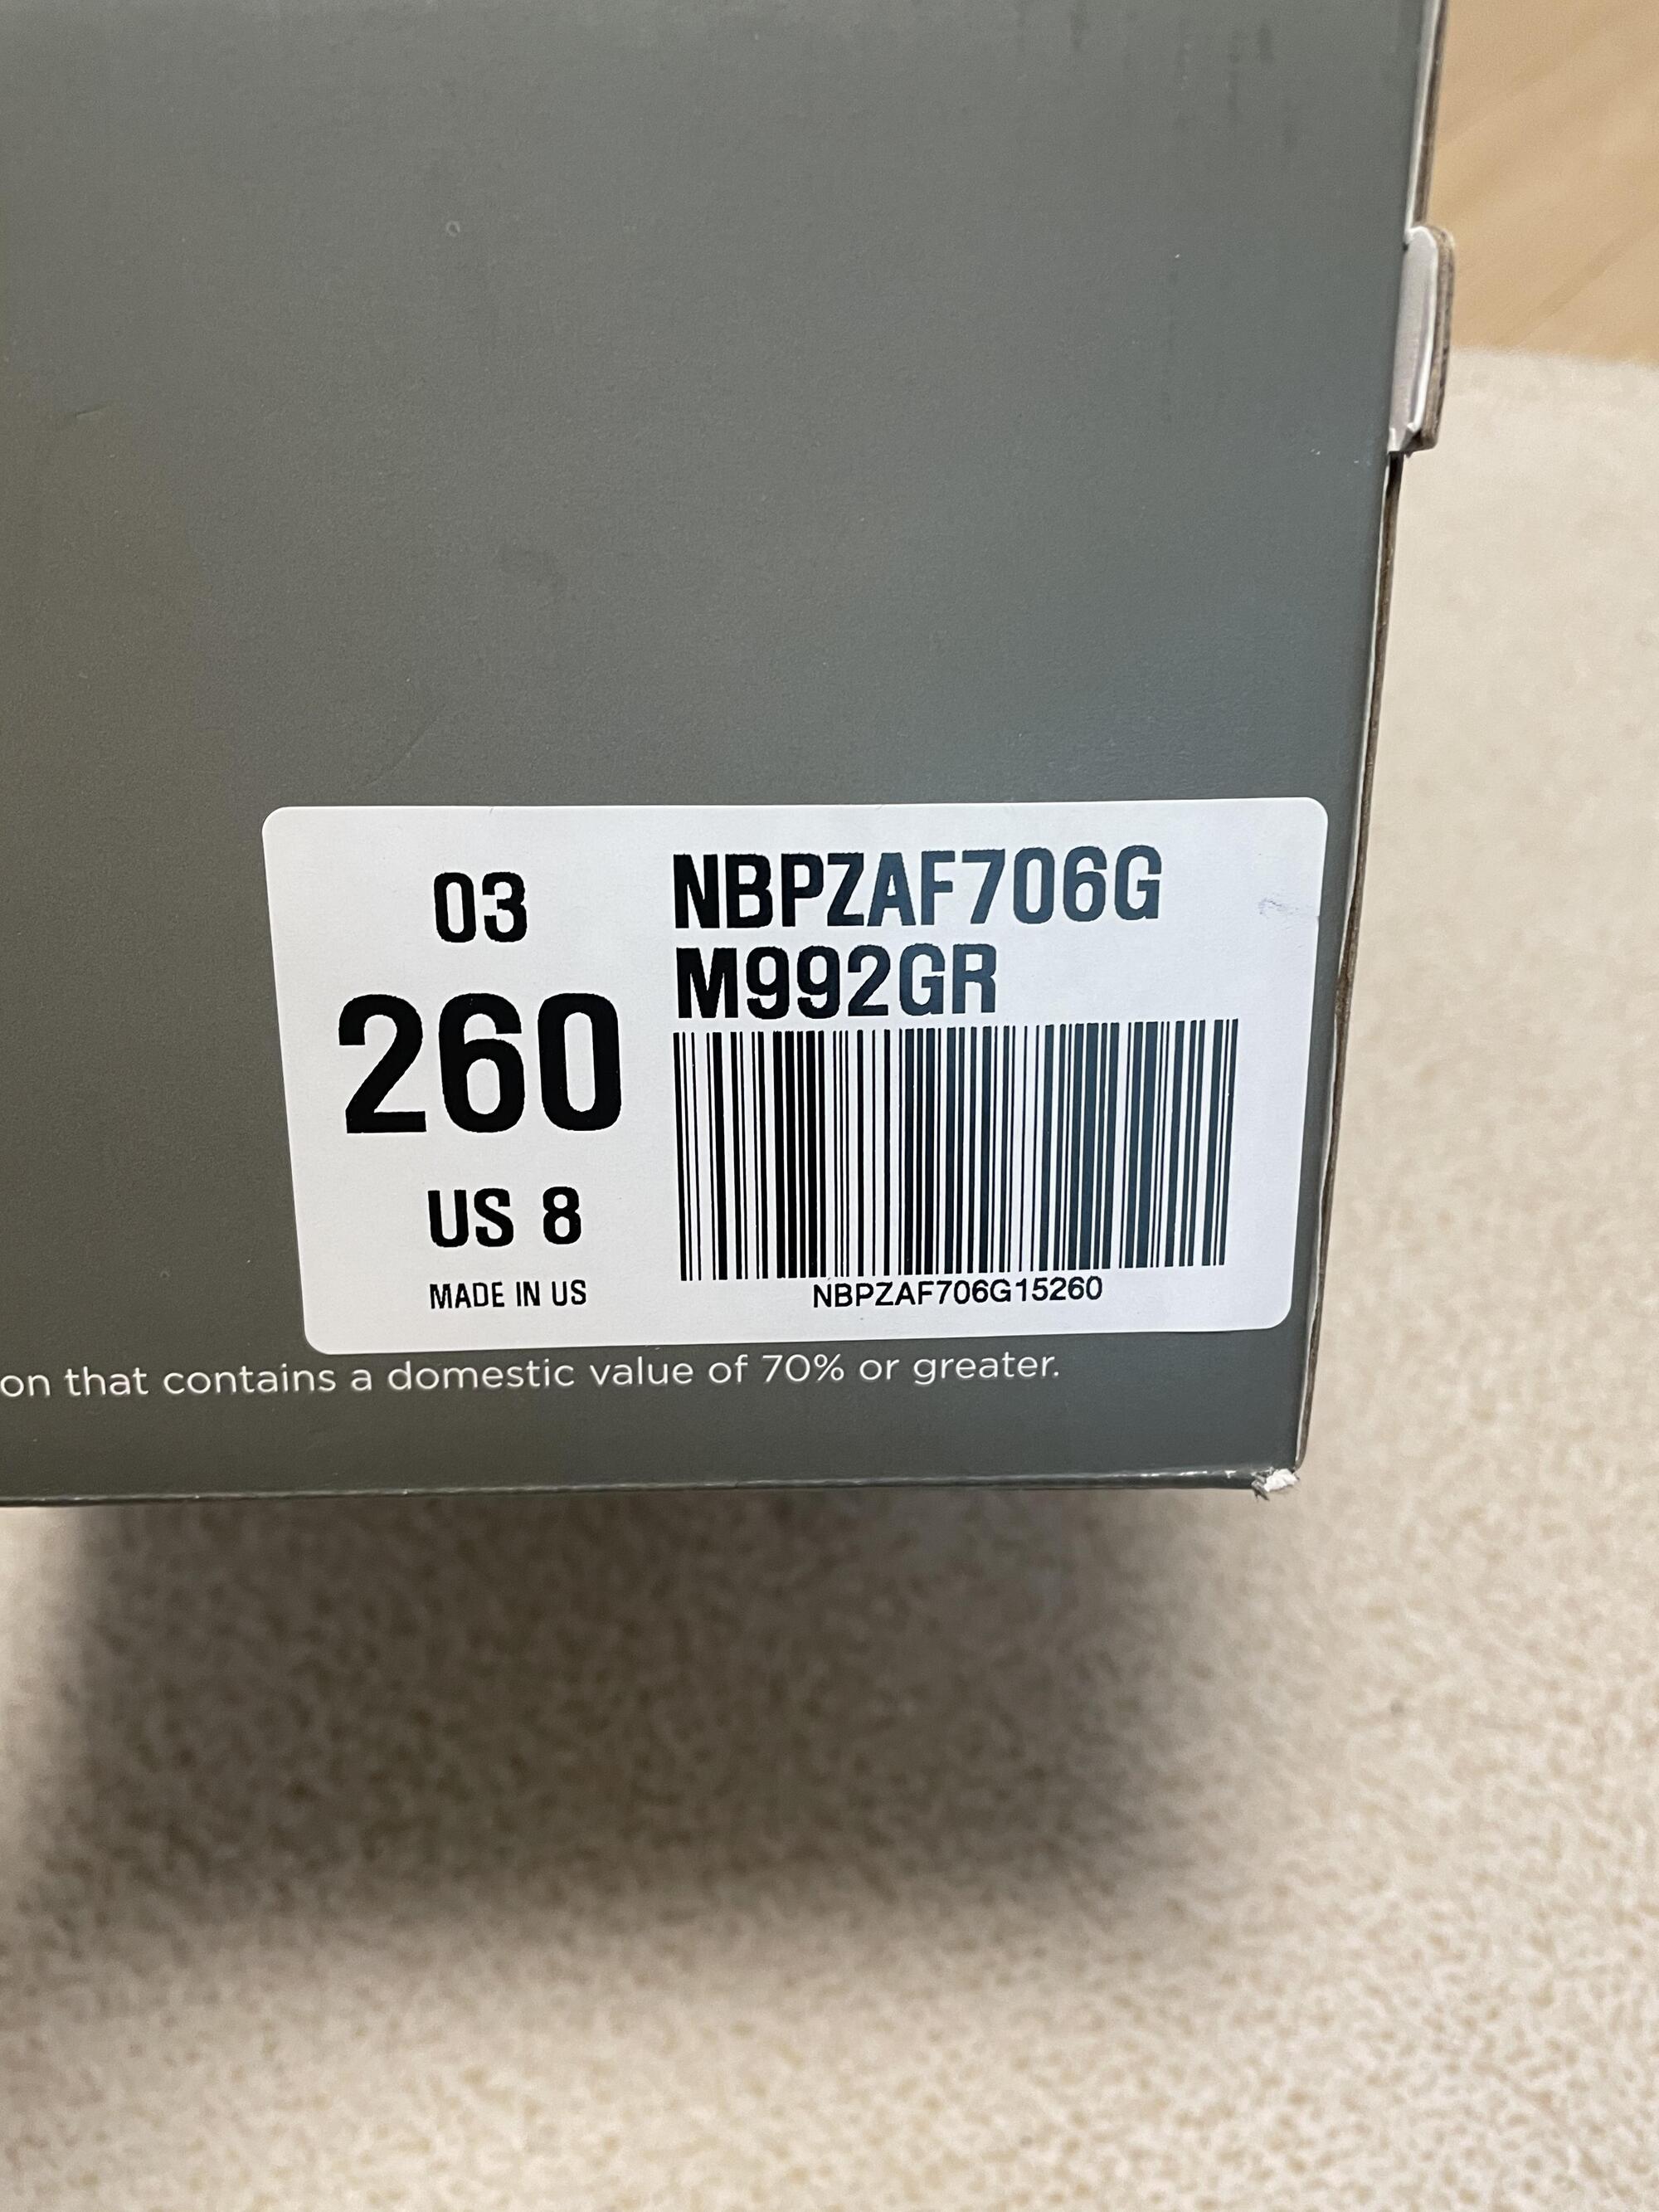 03
260
US 8
MADE IN US
NBPZAF706G
M992GR
NBPZAF706G15260
on that contains a domestic value of 70% or greater.